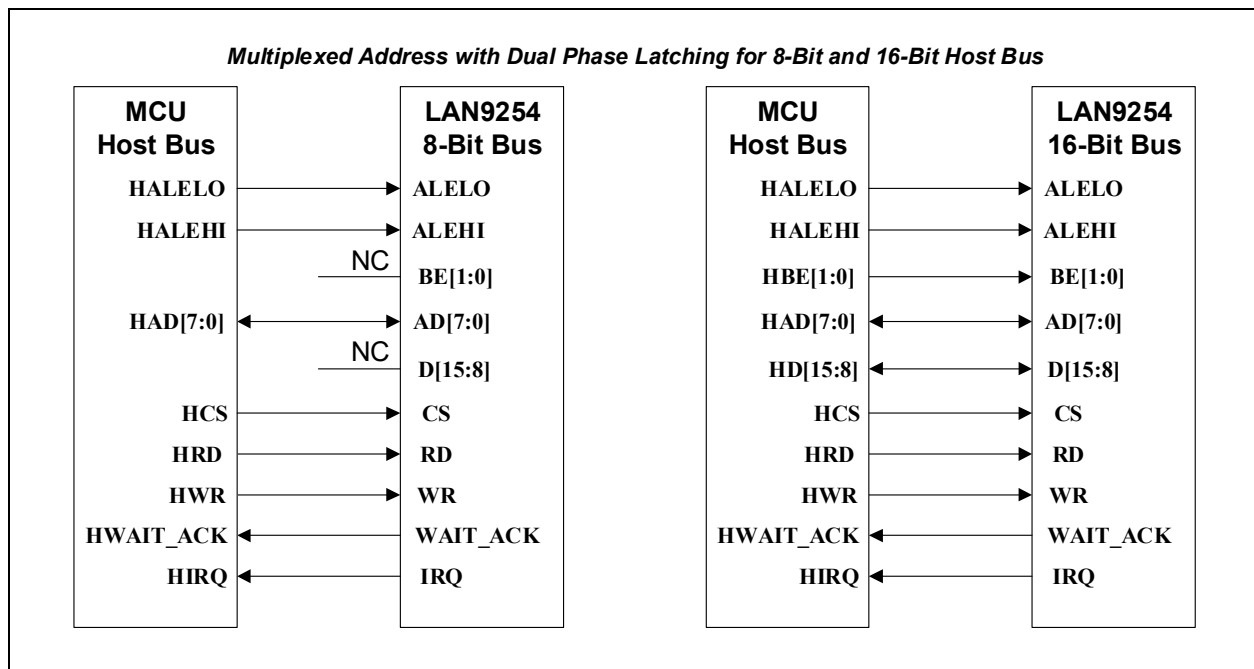 Multiplexed Address with Dual Phase Latching for 8-Bit and 16-Bit Host Bus
MCU
Host Bus
LAN9254
8-Bit Bus
HALELO
ALELO
HALEHI
ALEHI
NC
BE[1:0]
HAD[7:0]
AD[7:0]
NC
D[15:8]
HCS
CS
HRD
RD
HWR
WR
HWAIT_ACK
WAIT_ACK
HIRQ
IRQ
MCU
Host Bus
LAN9254
16-Bit Bus
HALELO
ALELO
HALEHI
ALEHI
HBE[1:0]
BE[1:0]
HAD[7:0]
AD[7:0]
HD[15:8]
D[15:8]
HCS
CS
HRD
RD
HWR
WR
HWAIT_ACK
WAIT_ACK
HIRQ
IRQ